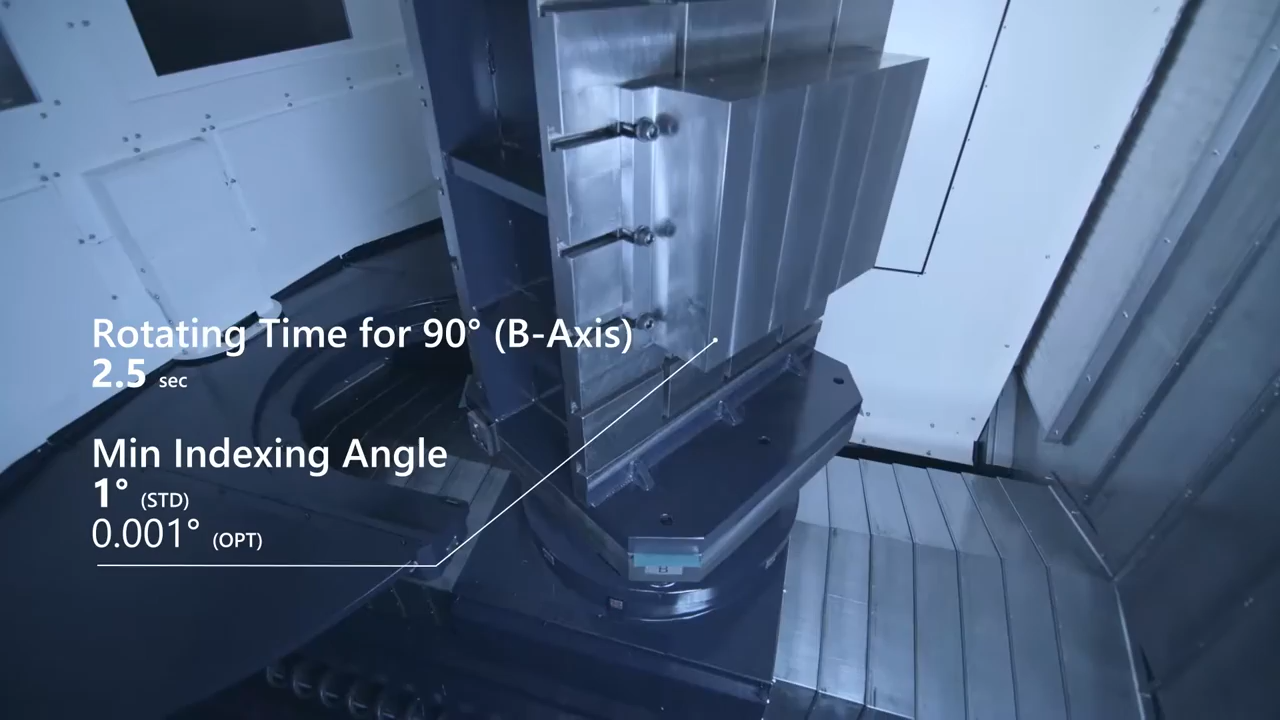 Rotating Time for 90° (B-Axis)
2.5 sec
Min Indexing Angle
1° (STD)
0.001° (OPT)
B